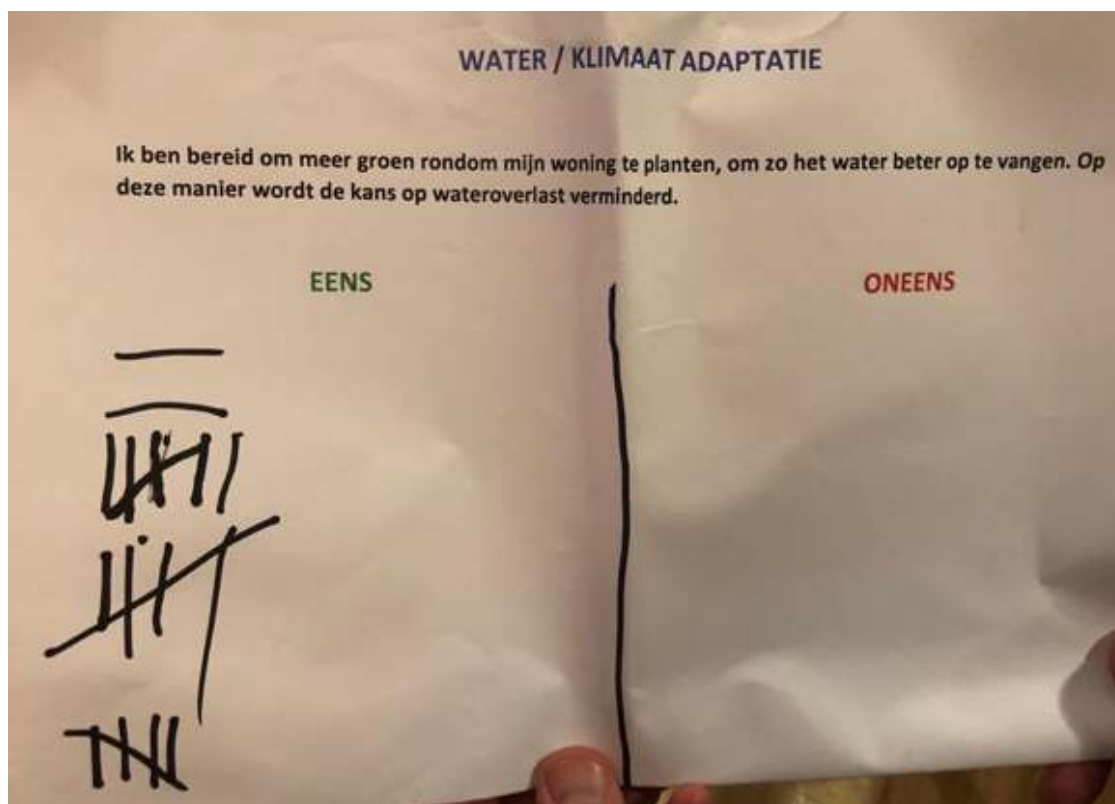 WATER / KLIMAAT ADAPTATIE
Ik ben bereid om meer groen rondom mijn woning te planten, om zo het water beter op te vangen. Op
deze manier wordt de kans op wateroverlast verminderd.
EENS
ONEENS